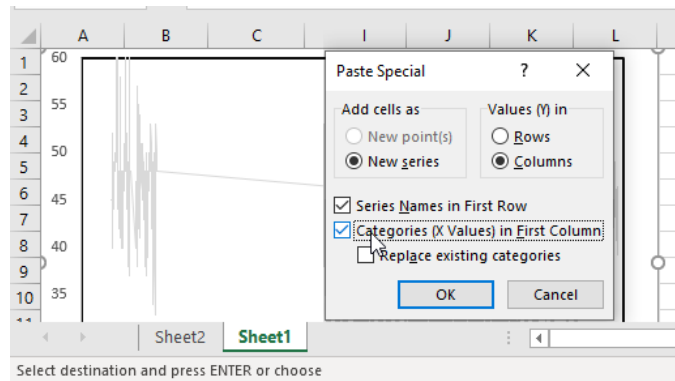 A B C I J K L
1 60
2
3 55
4
5 50
6
7 45
8 40
9
10 35
11
Paste Special ? ×
Add cells as Values (Y) in
New point(s) Rows
New series Columns
Series Names in First Row
Categories (X Values) in First Column
Replace existing categories
OK Cancel
Sheet2 Sheet1
Select destination and press ENTER or choose